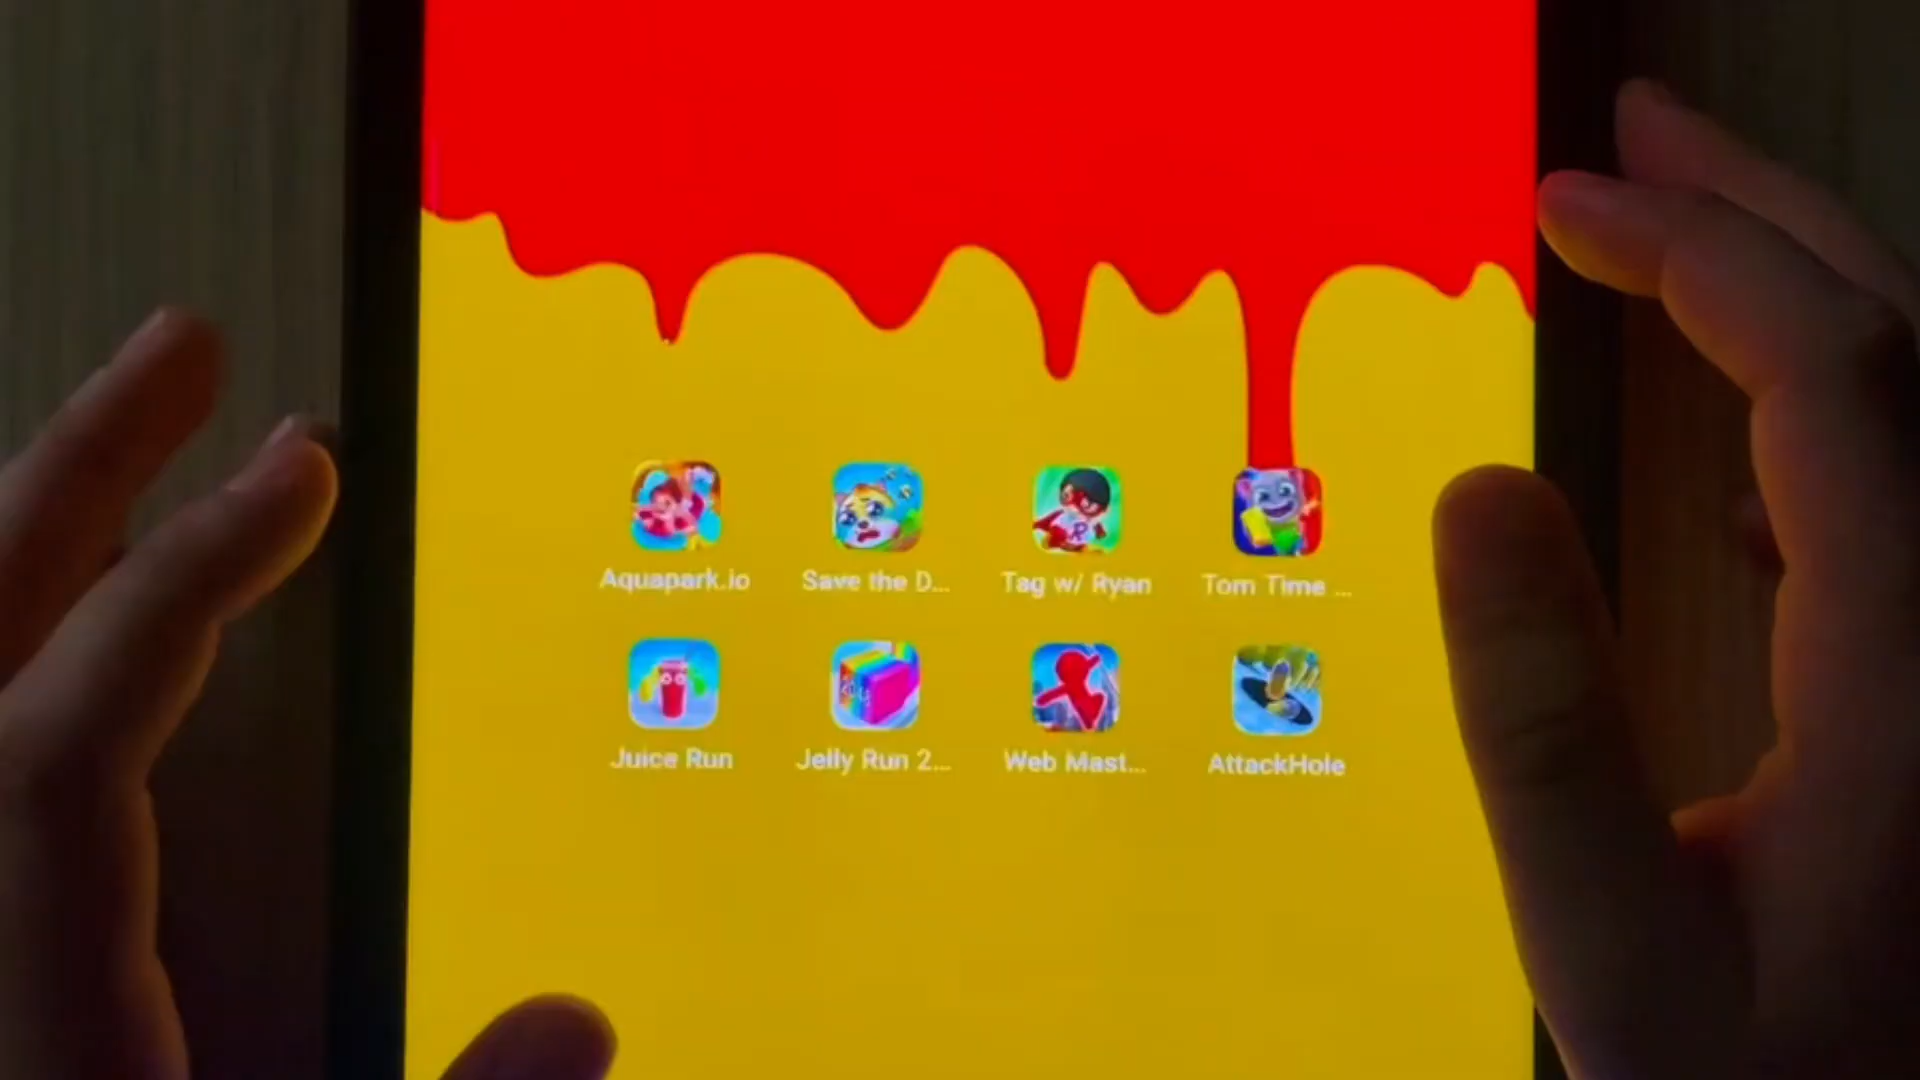 Aquapark.io
Save the D...
Tag w/ Ryan
Tom Time ...
Juice Run
Jelly Run 2...
Web Mast...
AttackHole